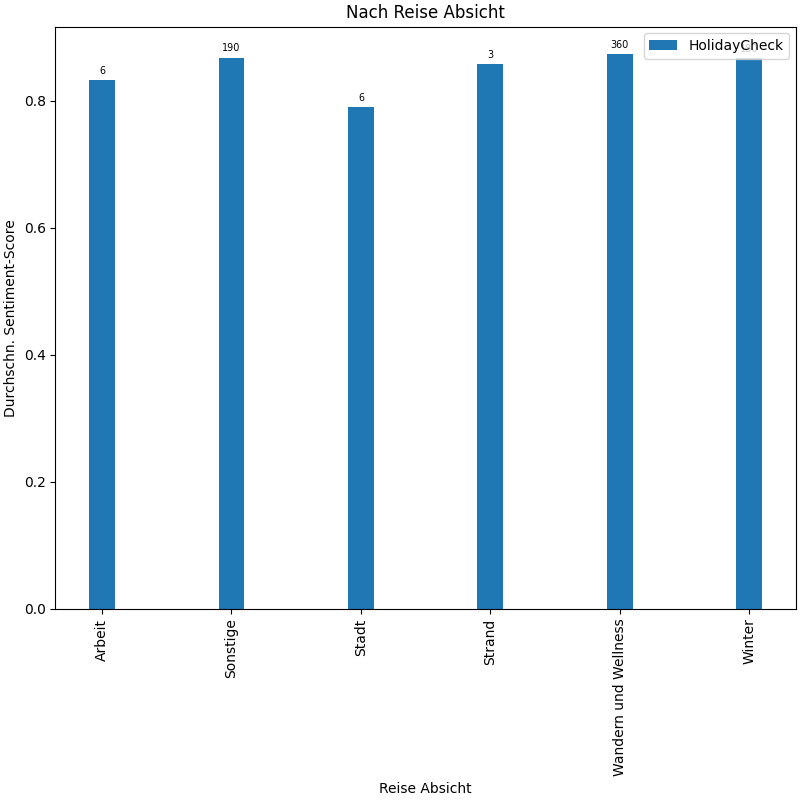 Nach Reise Absicht
HolidayCheck
6
190
6
3
360
Durchschn. Sentiment-Score
0.8
0.6
0.4
0.2
0.0
Arbeit
Sonstige
Stadt
Strand
Wandern und Wellness
Winter
Reise Absicht